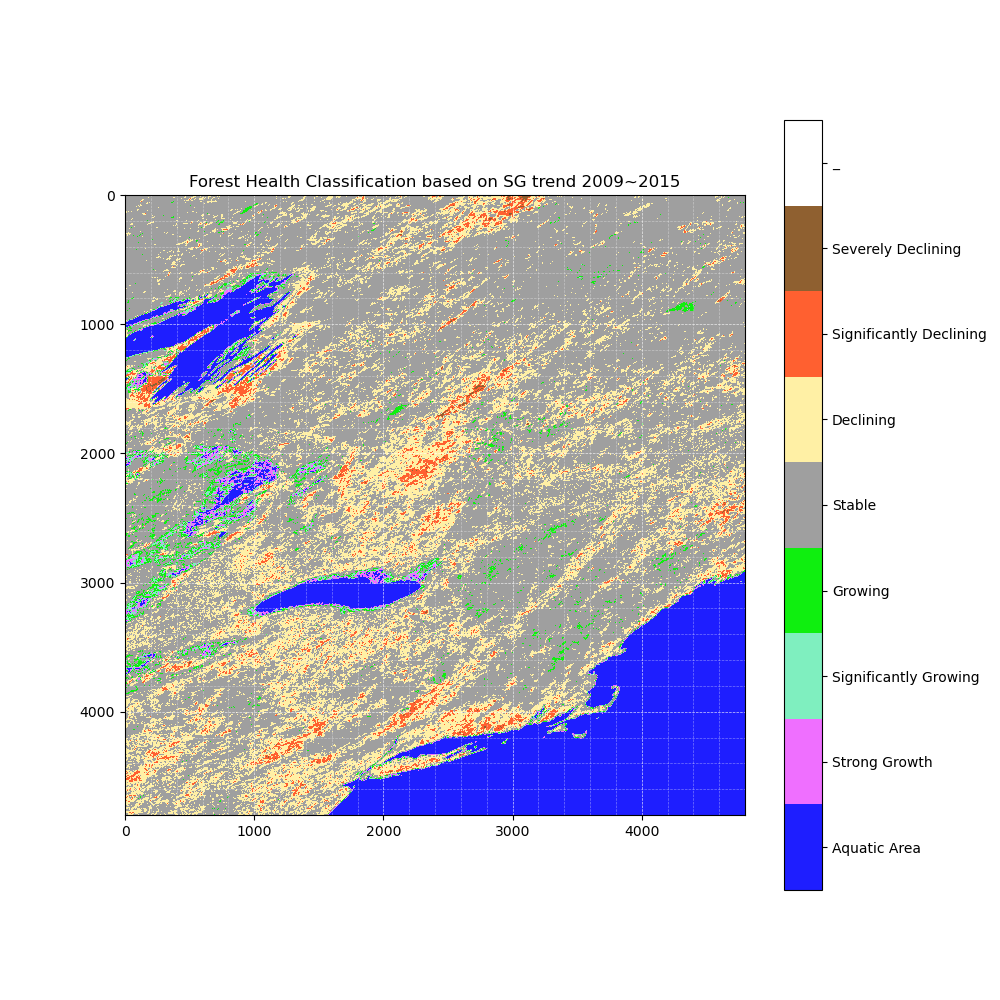 Forest Health Classification based on SG trend 2009~2015
0
1000
2000
3000
4000
0
1000
2000
3000
4000
_
Severely Declining
Significantly Declining
Declining
Stable
Growing
Significantly Growing
Strong Growth
Aquatic Area